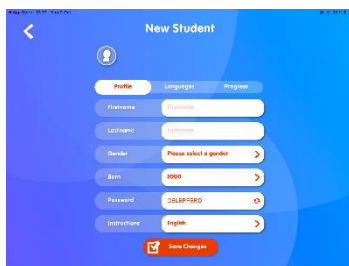 New Student
Profile Languages Progress
Firstname Firstname
Lastname Lastname
Gender Please select a gender
Born 2000
Password GELEPFERD
Instructions English
Save Changes